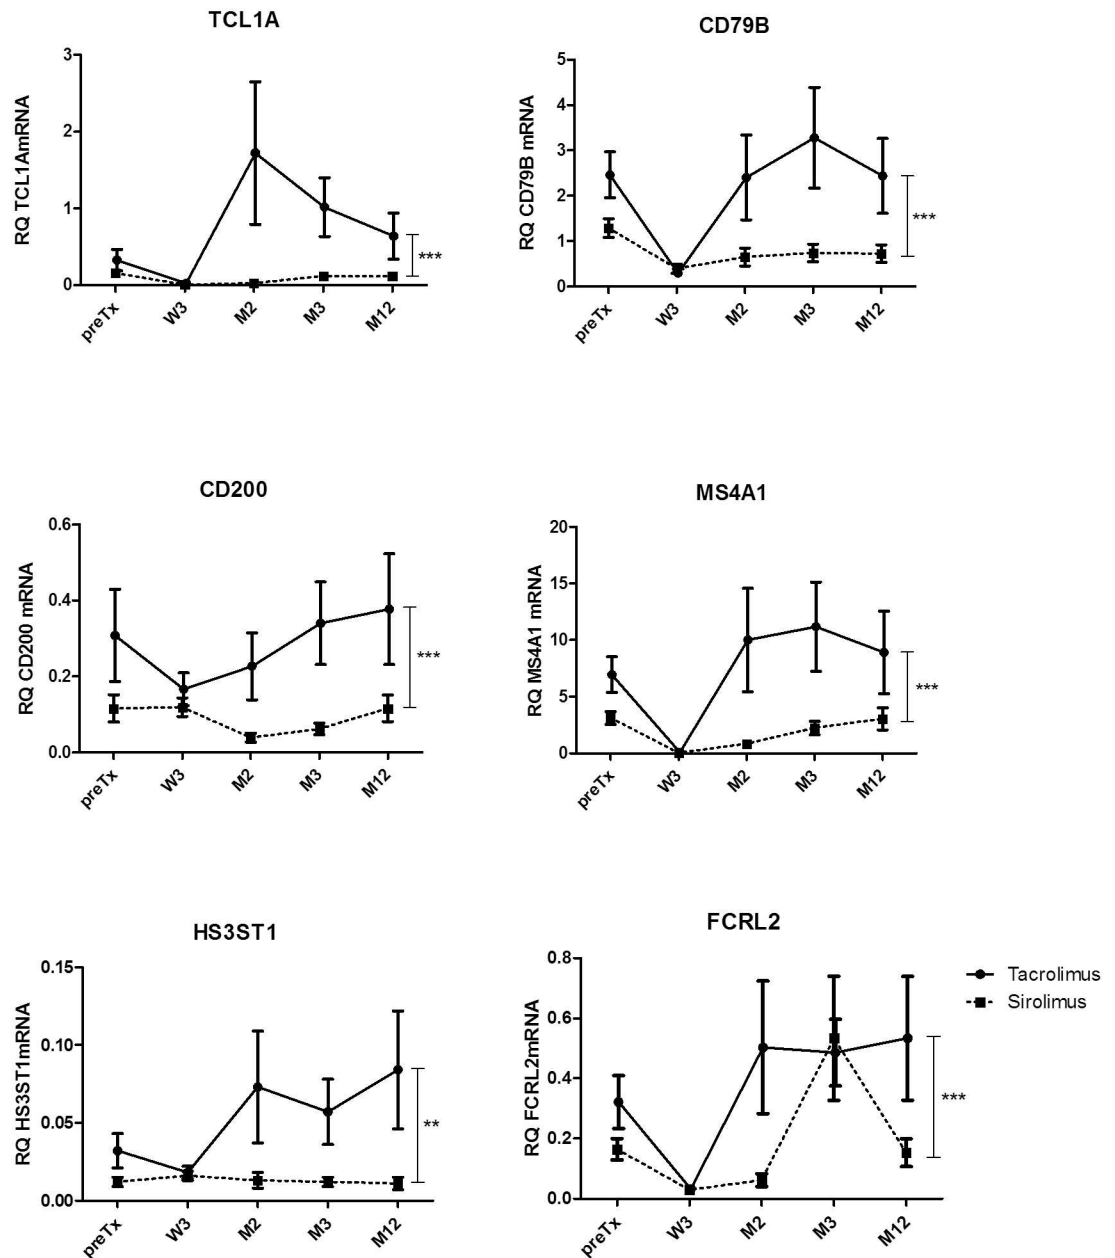 TCL1A
RQ TCL1AmRNA
3
2
1
0
preTx
W3
M2
M3
M12
***
CD79B
RQ CD79B mRNA
5
4
3
2
1
0
preTx
W3
M2
M3
M12
***
CD200
RQ CD200 mRNA
0.6
0.4
0.2
0.0
preTx
W3
M2
M3
M12
***
MS4A1
RQ MS4A1 mRNA
20
15
10
5
0
preTx
W3
M2
M3
M12
***
HS3ST1
RQ HS3ST1mRNA
0.15
0.10
0.05
0.00
preTx
W3
M2
M3
M12
**
FCRL2
RQ FCRL2mRNA
0.8
0.6
0.4
0.2
0.0
preTx
W3
M2
M3
M12
***
Tacrolimus
Sirolimus